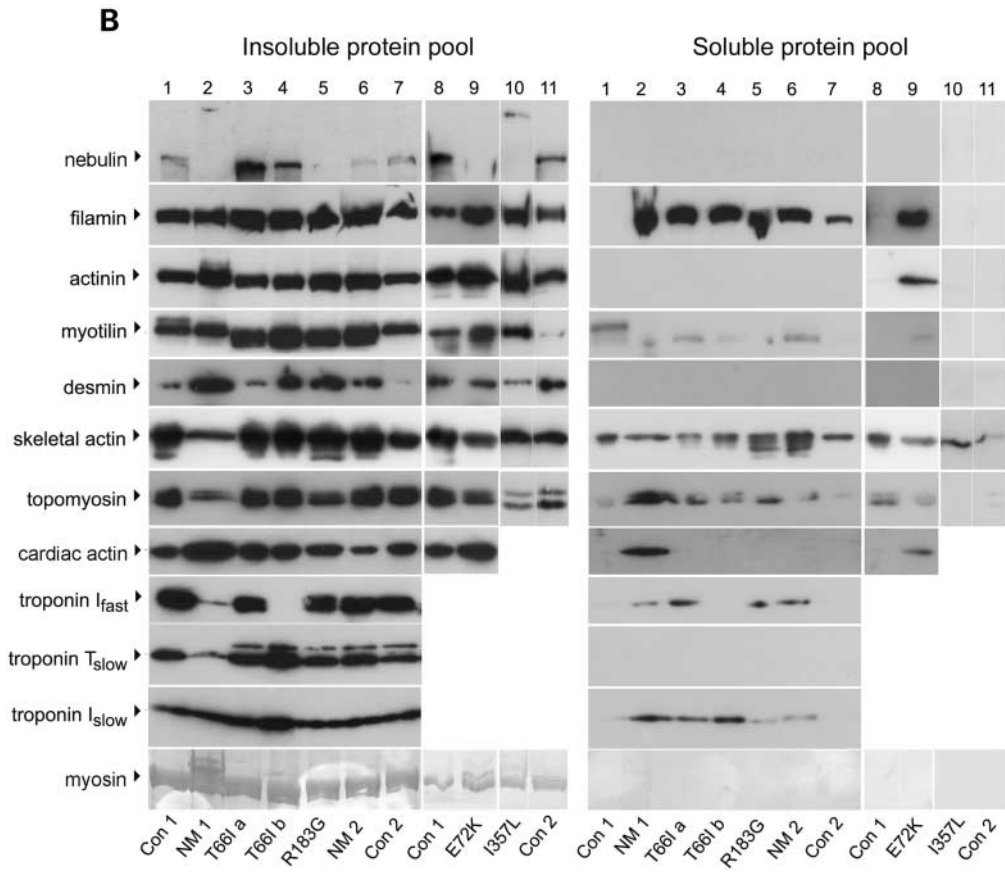 B
Insoluble protein pool Soluble protein pool
1 2 3 4 5 6 7 8 9 10 11 1 2 3 4 5 6 7 8 9 10 11
nebulin
filamin
actinin
myotilin
desmin
skeletal actin
topomyosin
cardiac actin
troponin Ifast
troponin Tslow
troponin Islow
myosin
Con 1 NM 1 T66I a T66I b R183G NM 2 Con 2 Con 1 E72K I357L Con 2 Con 1 NM 1 T66I a T66I b R183G NM 2 Con 2 Con 1 E72K I357L Con 2